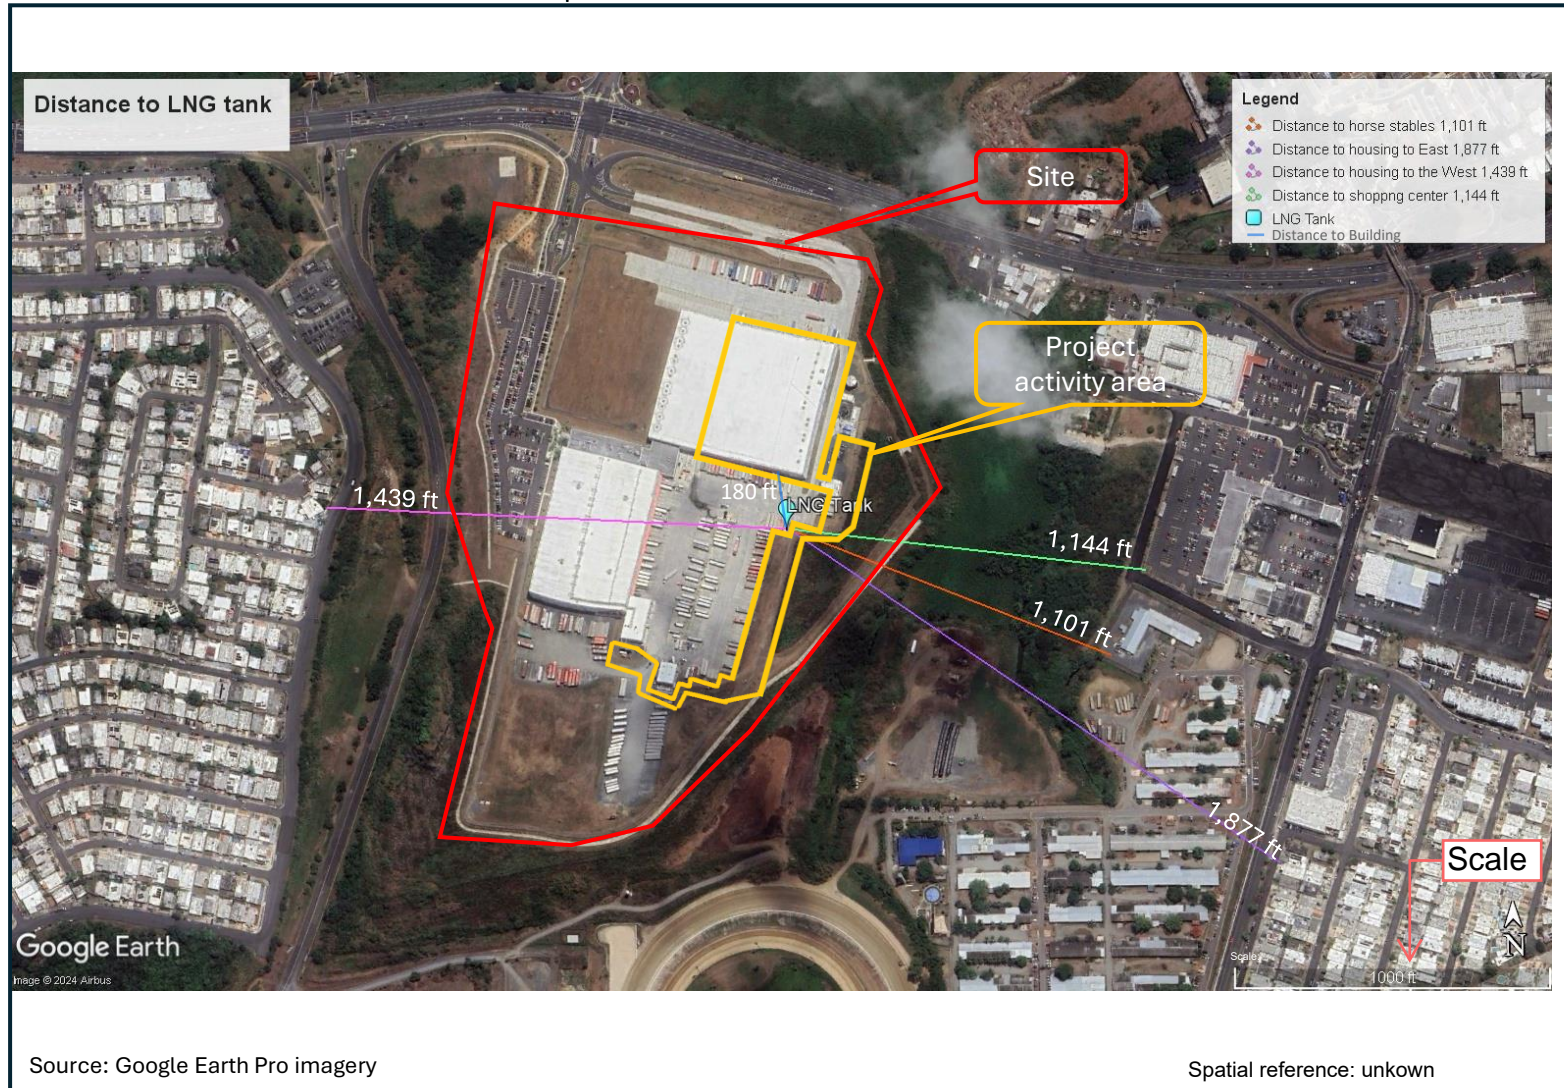 Distance to LNG tank
Legend
Distance to horse stables 1,101 ft
Distance to housing to East 1,877 ft
Distance to housing to the West 1,439 ft
Distance to shoppng center 1,144 ft
LNG Tank
Distance to Building
Site
Project
activity area
1,439 ft
180 ft
LNG Tank
1,144 ft
1,101 ft
1,877 ft
Scale
N
Google Earth
Image © 2024 Airbus
Scale:
1000 ft
Source: Google Earth Pro imagery
Spatial reference: unkown